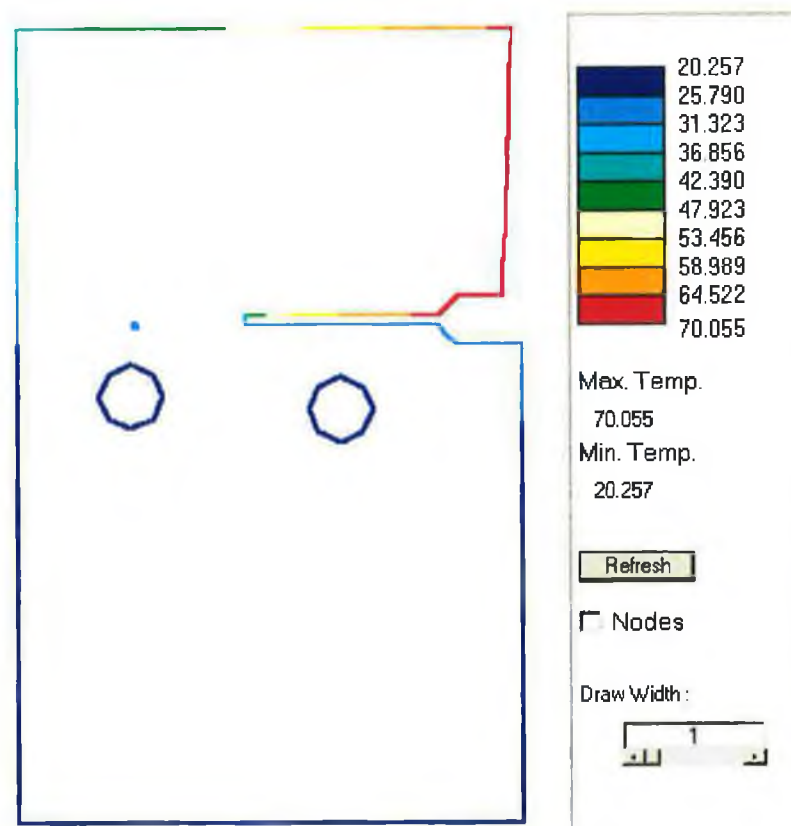 20.257
25.790
31.323
36.856
42.390
47.923
53.456
58.989
64.522
70.055
Max. Temp.
70.055
Min. Temp.
20.257
Refresh
Nodes
Draw Width :
1